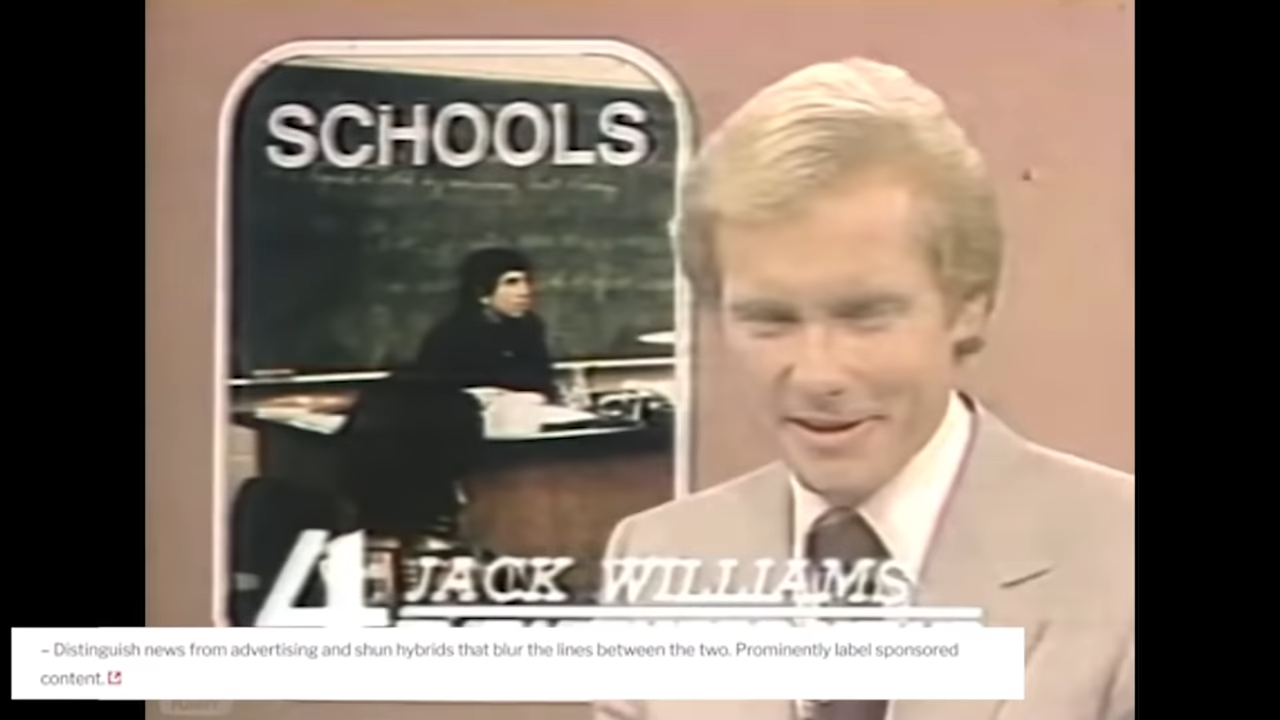 SCHOOLS
4 JACK WILLIAMS
– Distinguish news from advertising and shun hybrids that blur the lines between the two. Prominently label sponsored
content.